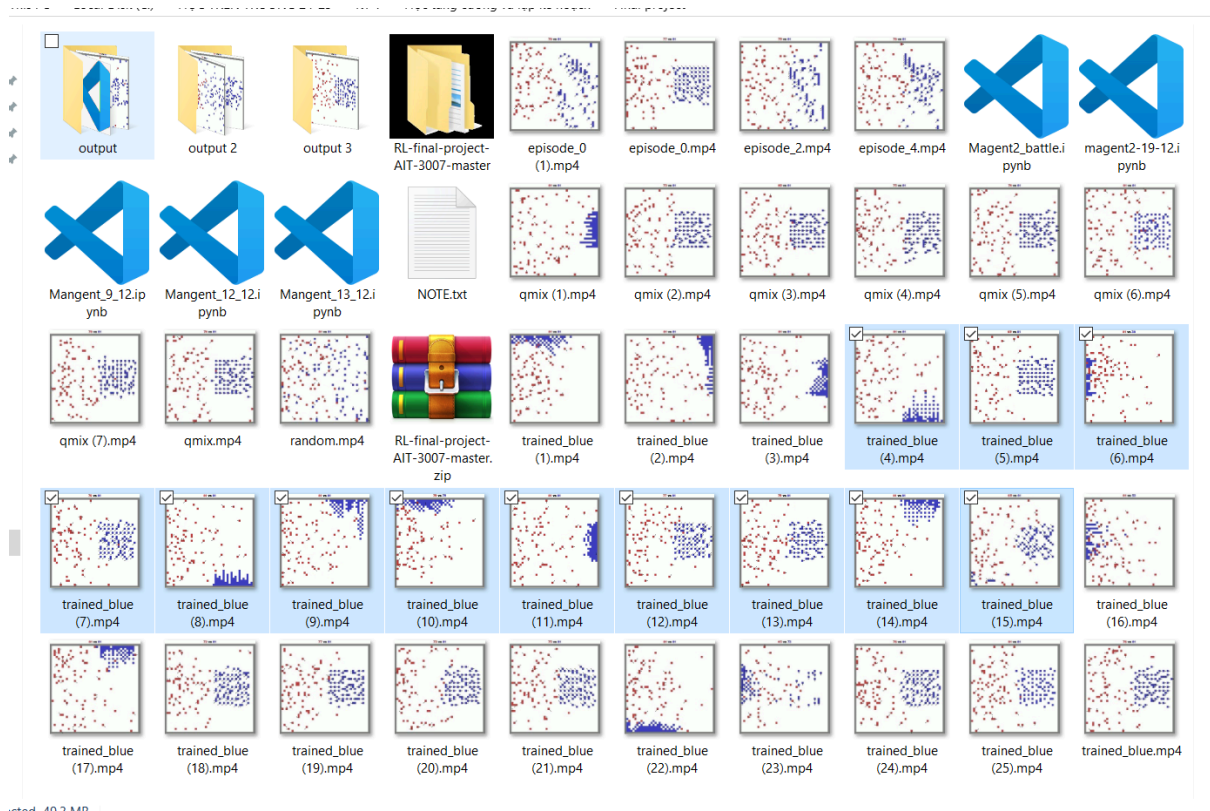 output
output 2
output 3
RL-final-project-
AIT-3007-master
episode_0
(1).mp4
episode_0.mp4
episode_2.mp4
episode_4.mp4
Magent2_battle.i
pynb
magent2-19-12.i
pynb
Mangent_9_12.ip
ynb
Mangent_12_12.i
pynb
Mangent_13_12.i
pynb
NOTE.txt
qmix (1).mp4
qmix (2).mp4
qmix (3).mp4
qmix (4).mp4
qmix (5).mp4
qmix (6).mp4
qmix (7).mp4
qmix.mp4
random.mp4
RL-final-project-
AIT-3007-master.
zip
trained_blue
(1).mp4
trained_blue
(2).mp4
trained_blue
(3).mp4
trained_blue
(4).mp4
trained_blue
(5).mp4
trained_blue
(6).mp4
trained_blue
(7).mp4
trained_blue
(8).mp4
trained_blue
(9).mp4
trained_blue
(10).mp4
trained_blue
(11).mp4
trained_blue
(12).mp4
trained_blue
(13).mp4
trained_blue
(14).mp4
trained_blue
(15).mp4
trained_blue
(16).mp4
trained_blue
(17).mp4
trained_blue
(18).mp4
trained_blue
(19).mp4
trained_blue
(20).mp4
trained_blue
(21).mp4
trained_blue
(22).mp4
trained_blue
(23).mp4
trained_blue
(24).mp4
trained_blue
(25).mp4
trained_blue.mp4